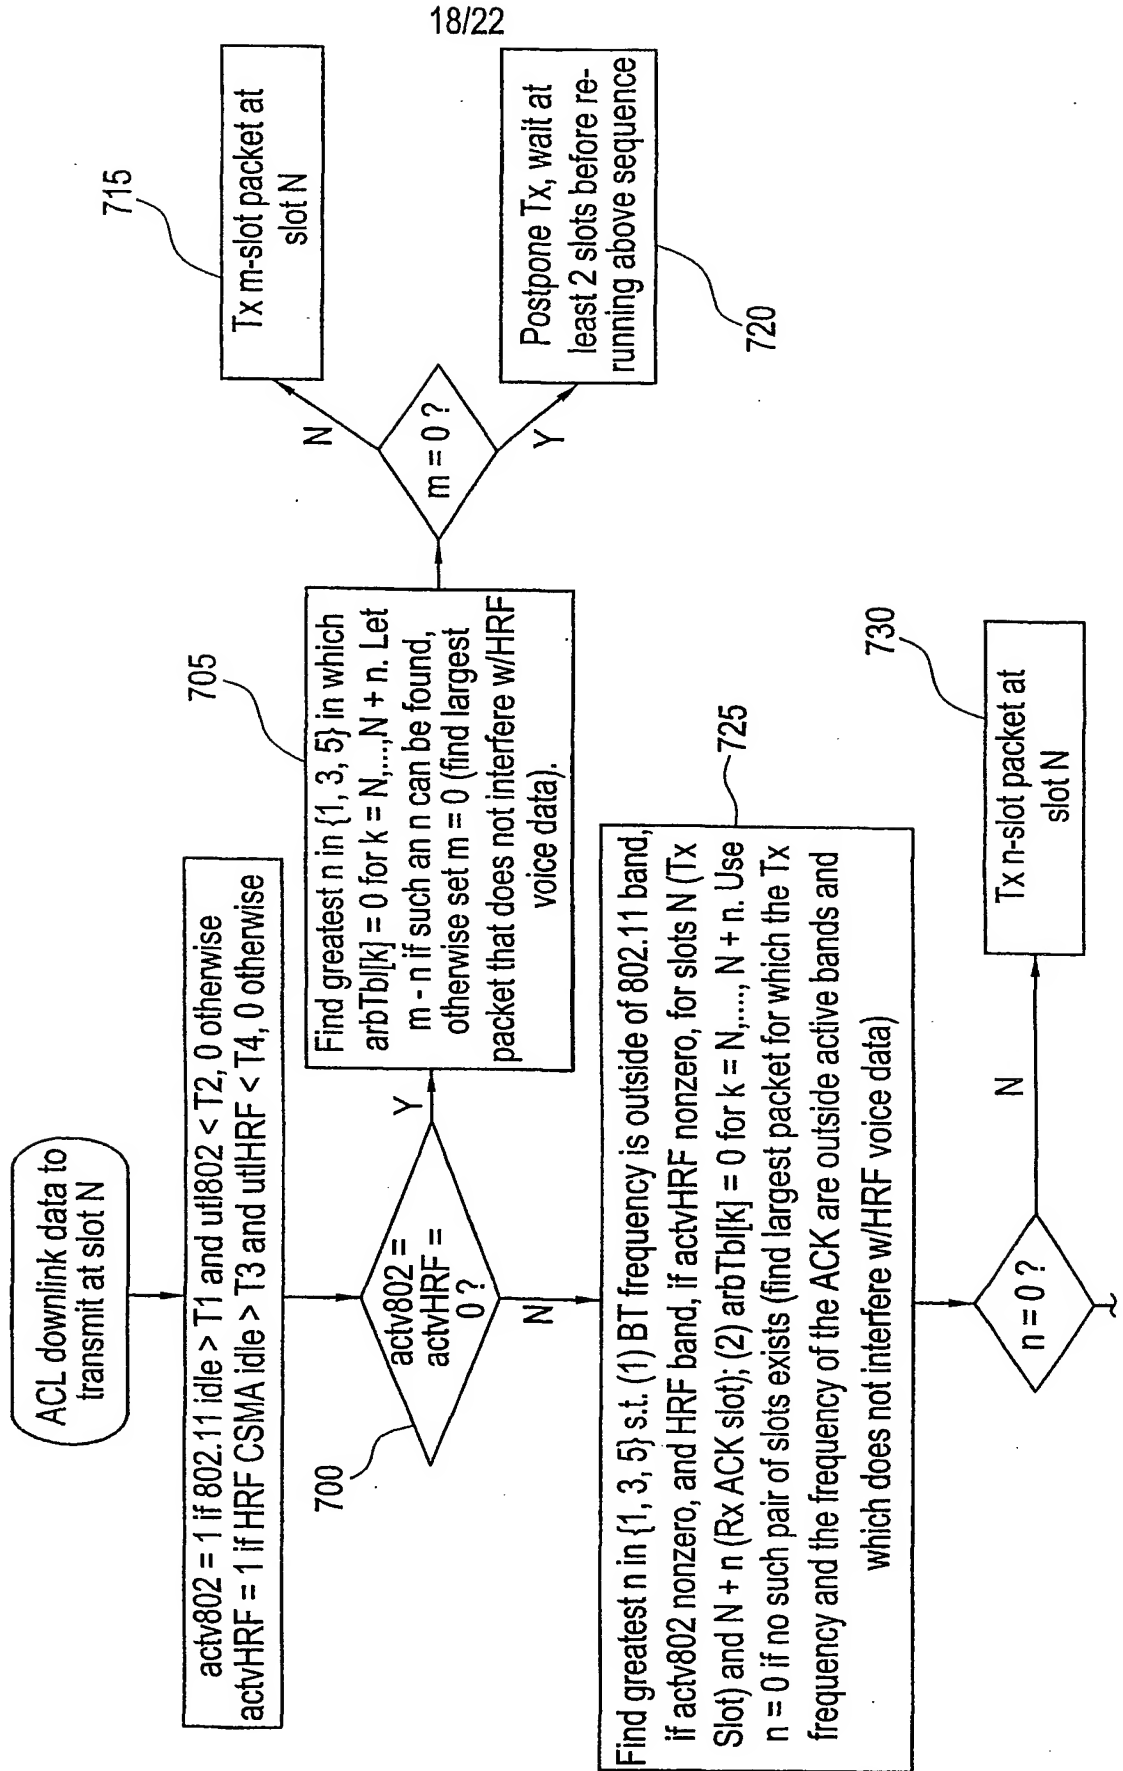 18/22
ACL downlink data to
transmit at slot N
actv802 = 1 if 802.11 idle > T1 and utl802 < T2, 0 otherwise
actvHRF = 1 if HRF CSMA idle > T3 and utlHRF < T4, 0 otherwise
700
actv802 =
actvHRF =
0 ?
Y
N
705
Find greatest n in {1, 3, 5} in which
arbTbl[k] = 0 for k = N,...,N + n. Let
m - n if such an n can be found,
otherwise set m = 0 (find largest
packet that does not interfere w/HRF
voice data).
m = 0 ?
N
Y
715
Tx m-slot packet at
slot N
Postpone Tx, wait at
least 2 slots before re-
running above sequence
720
725
Find greatest n in {1, 3, 5} s.t. (1) BT frequency is outside of 802.11 band,
if actv802 nonzero, and HRF band, if actvHRF nonzero, for slots N (Tx
Slot) and N + n (Rx ACK slot); (2) arbTbl[k] = 0 for k = N,...., N + n. Use
n = 0 if no such pair of slots exists (find largest packet for which the Tx
frequency and the frequency of the ACK are outside active bands and
which does not interfere w/HRF voice data)
n = 0 ?
N
730
Tx n-slot packet at
slot N